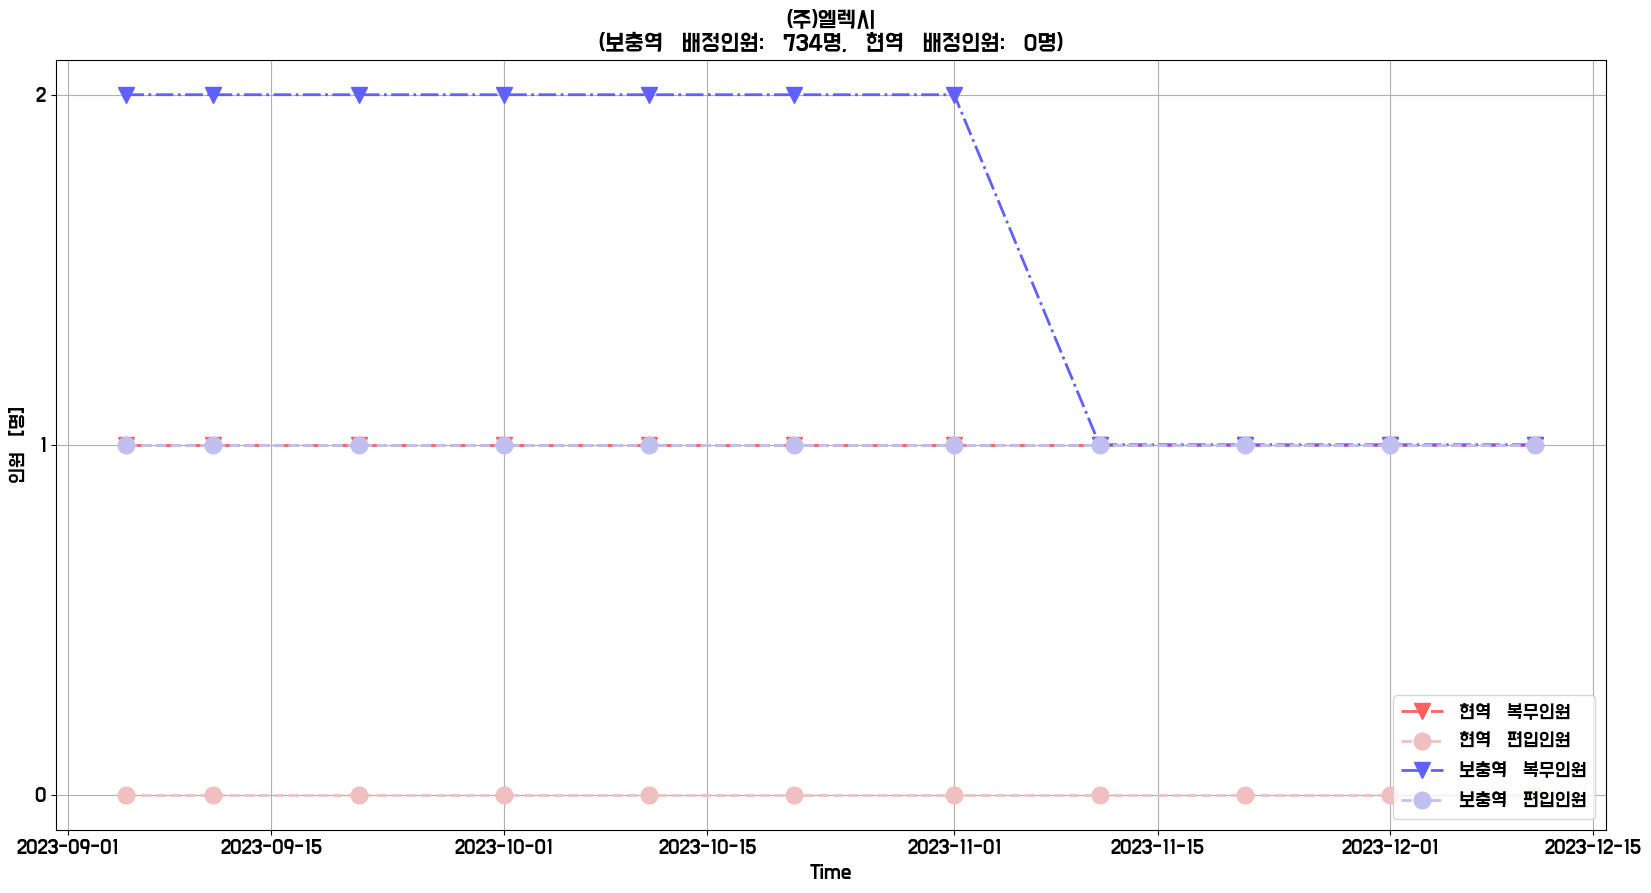 (주)엘렉시
(보충역 배정인원: 734명, 현역 배정인원: 0명)
2
1
0
인원 [명]
현역 복무인원
현역 편입인원
보충역 복무인원
보충역 편입인원
2023-09-01 2023-09-15 2023-10-01 2023-10-15 2023-11-01 2023-11-15 2023-12-01 2023-12-15
Time